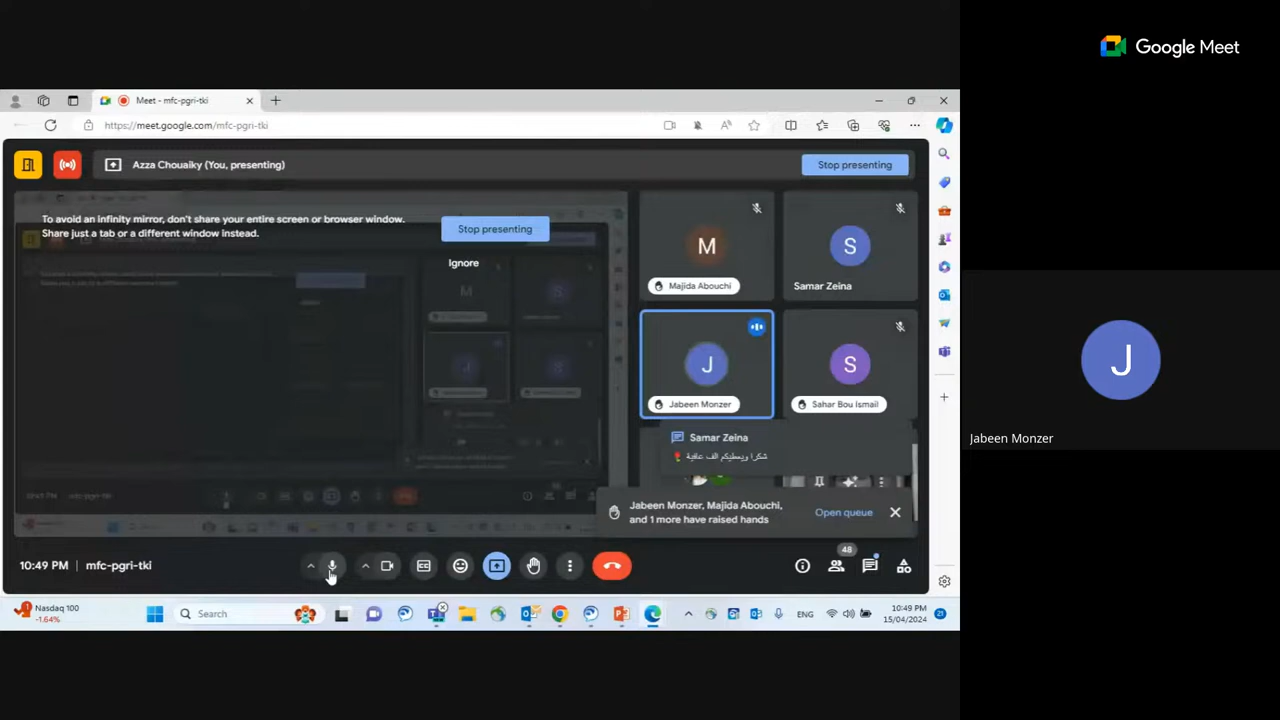 Google Meet
Meet - mfc-pgri-tki
https://meet.google.com/mfc-pgri-tki
Azza Chouaiky (You, presenting)
Stop presenting
To avoid an infinity mirror, don't share your entire screen or browser window.
Share just a tab or a different window instead.
Stop presenting
Ignore
M
Majida Abouchi
S
Samar Zeina
J
Jabeen Monzer
S
Sahar Bou Ismail
Samar Zeina
شكرا ويعطيكم الف عافية
Jabeen Monzer, Majida Abouchi,
and 1 more have raised hands
Open queue
10:49 PM | mfc-pgri-tki
48
Nasdaq 100
-1.64%
Search
ENG
10:49 PM
15/04/2024
J
Jabeen Monzer